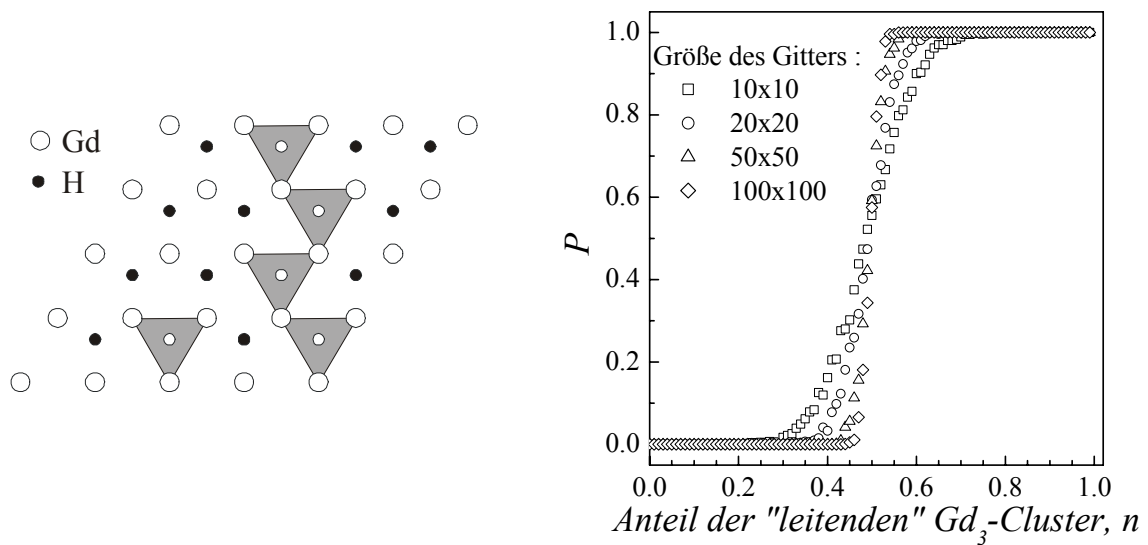 Gd
H
P
1.0
0.8
0.6
0.4
0.2
0.0
Größe des Gitters :
10x10
20x20
50x50
100x100
0.0 0.2 0.4 0.6 0.8 1.0
Anteil der "leitenden" Gd₃-Cluster, n